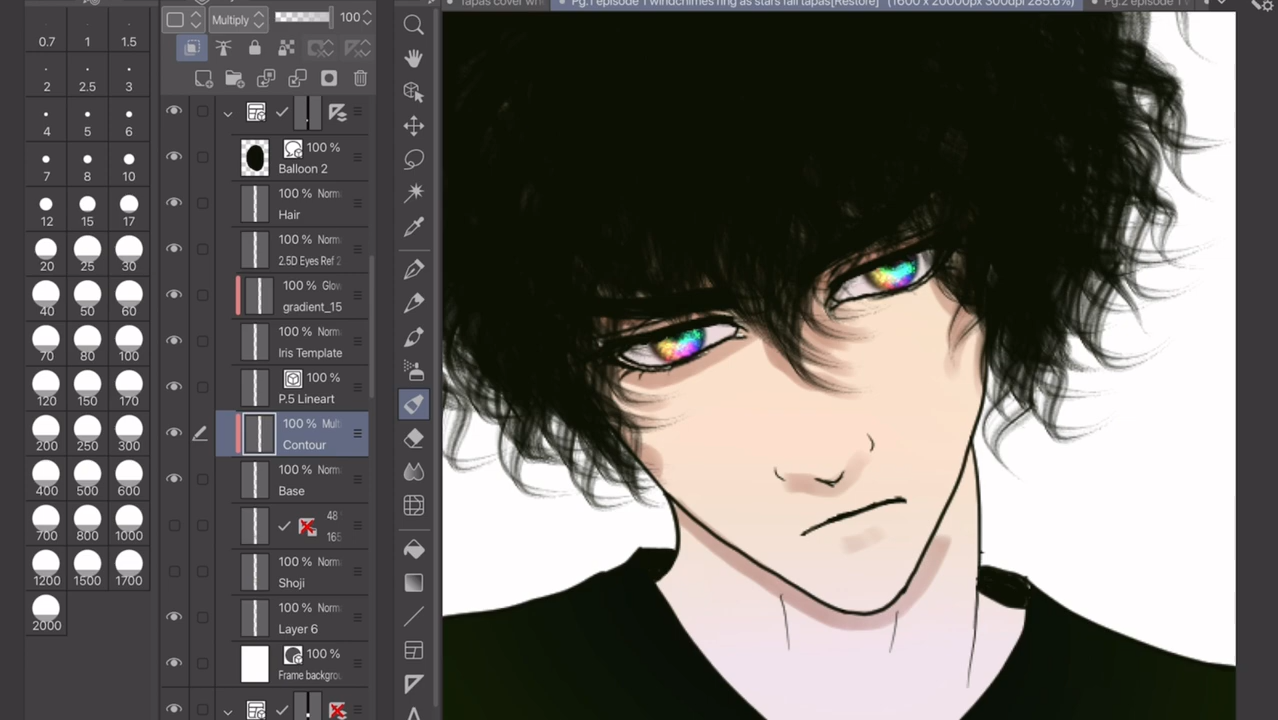 Pg.1 episode 1 windchimes ring as stars fall tapas[Restore] (1600 x 20000px 300dpi 285.6%)
Pg.2 episode 1
Multiply
100
0.7 1 1.5
2 2.5 3
4 5 6
7 8 10
12 15 17
20 25 30
40 50 60
70 80 100
120 150 170
200 250 300
400 500 600
700 800 1000
1200 1500 1700
2000
100 %
Balloon 2
100 % Norm
Hair
100 % Norm
2.5D Eyes Ref 2
100 % Glow
gradient_15
100 % Norm
Iris Template
100 %
P.5 Lineart
100 % Mult
Contour
100 % Norm
Base
48
165
100 % Norm
Shoji
100 % Norm
Layer 6
100 %
Frame backgrou